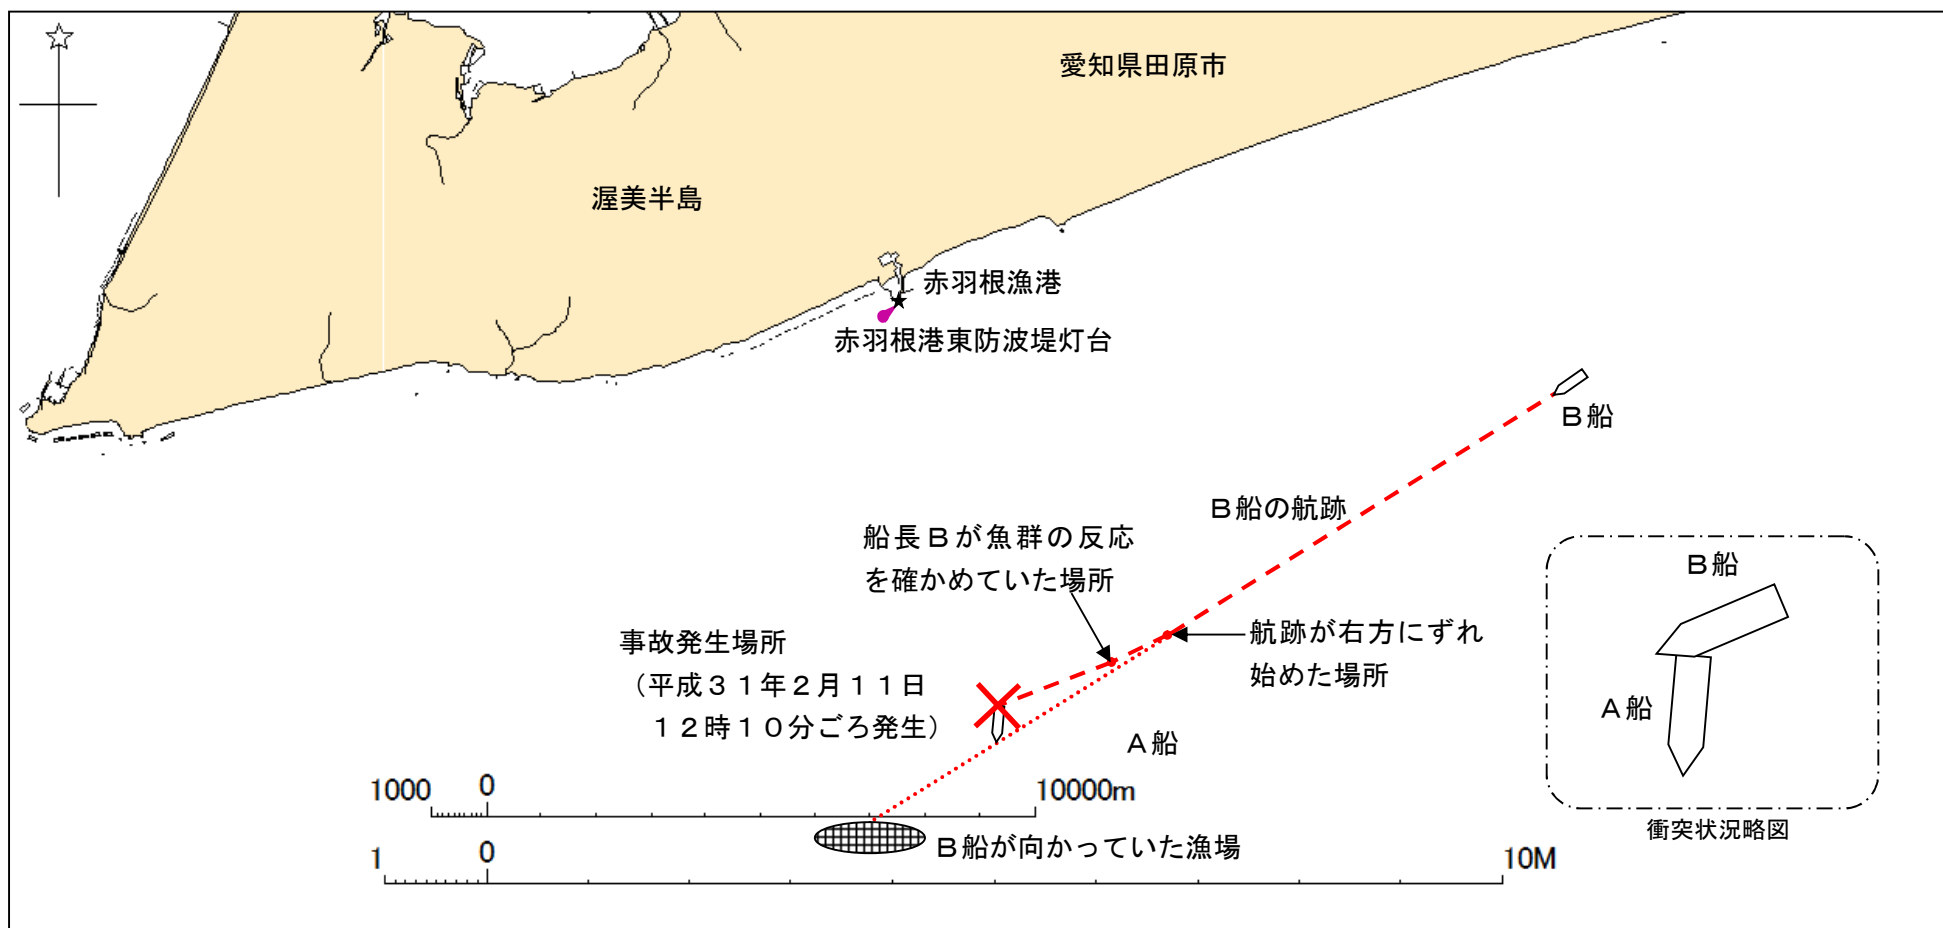 愛知県田原市
渥美半島
赤羽根漁港
赤羽根港東防波堤灯台
Ｂ船
Ｂ船の航跡
船長Ｂが魚群の反応
を確かめていた場所
航跡が右方にずれ
始めた場所
事故発生場所
（平成３１年２月１１日
１２時１０分ごろ発生）
Ａ船
Ｂ船
Ａ船
衝突状況略図
1000 0 10000m
Ｂ船が向かっていた漁場
1 0 10M